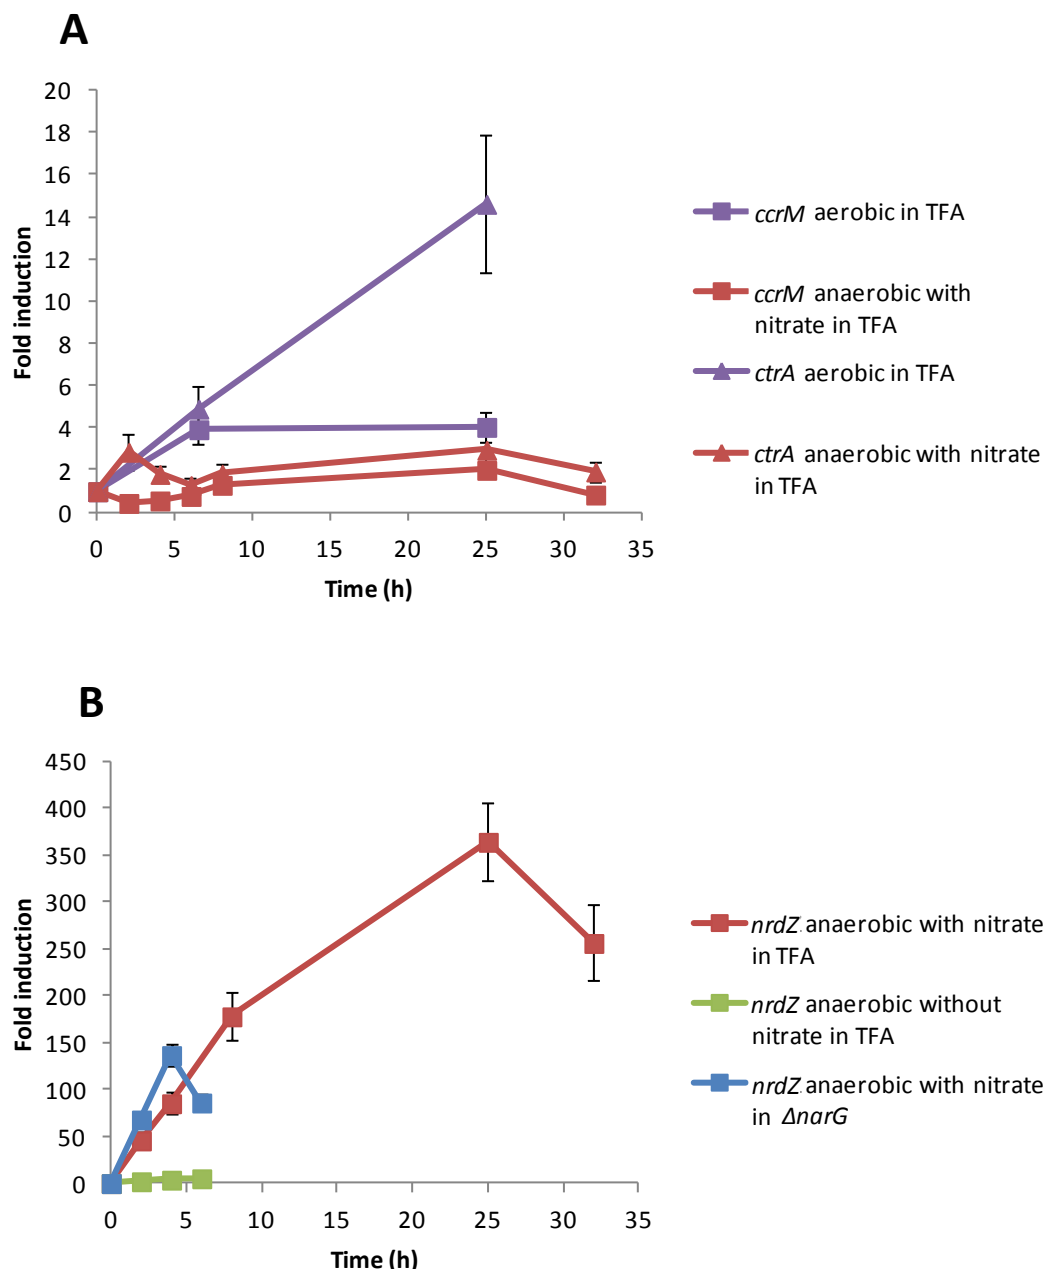 A
20
18
16
14
12
10
8
6
4
2
0
Fold induction
0 5 10 15 20 25 30 35
Time (h)
ccrM aerobic in TFA
ccrM anaerobic with
nitrate in TFA
ctrA aerobic in TFA
ctrA anaerobic with nitrate
in TFA
B
450
400
350
300
250
200
150
100
50
0
Fold induction
0 5 10 15 20 25 30 35
Time (h)
nrdZ anaerobic with nitrate
in TFA
nrdZ anaerobic without
nitrate in TFA
nrdZ anaerobic with nitrate
in ΔnarG